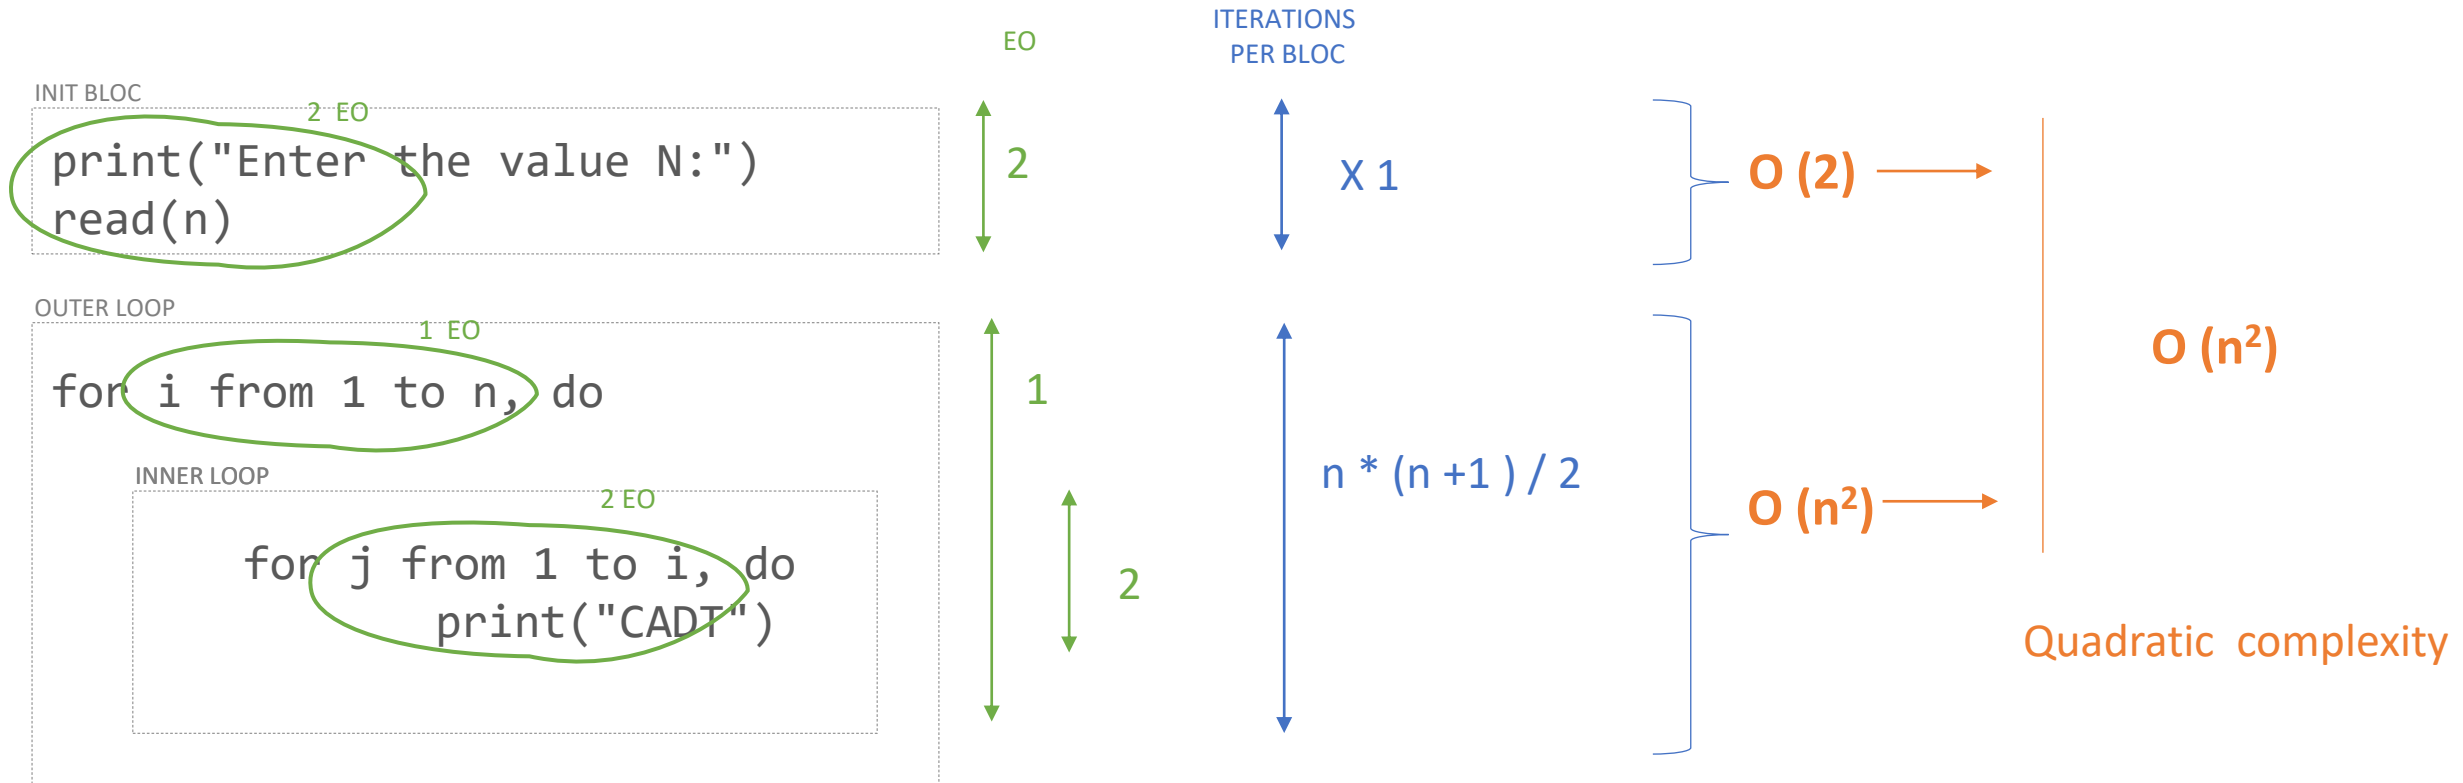 EO
ITERATIONS
PER BLOC
INIT BLOC
2 EO
print("Enter the value N:")
read(n)
2
X 1
O (2)
OUTER LOOP
1 EO
for i from 1 to n, do
1
INNER LOOP
2 EO
for j from 1 to i, do
print("CADT")
2
n * (n +1 ) / 2
O (n²)
O (n²)
Quadratic complexity